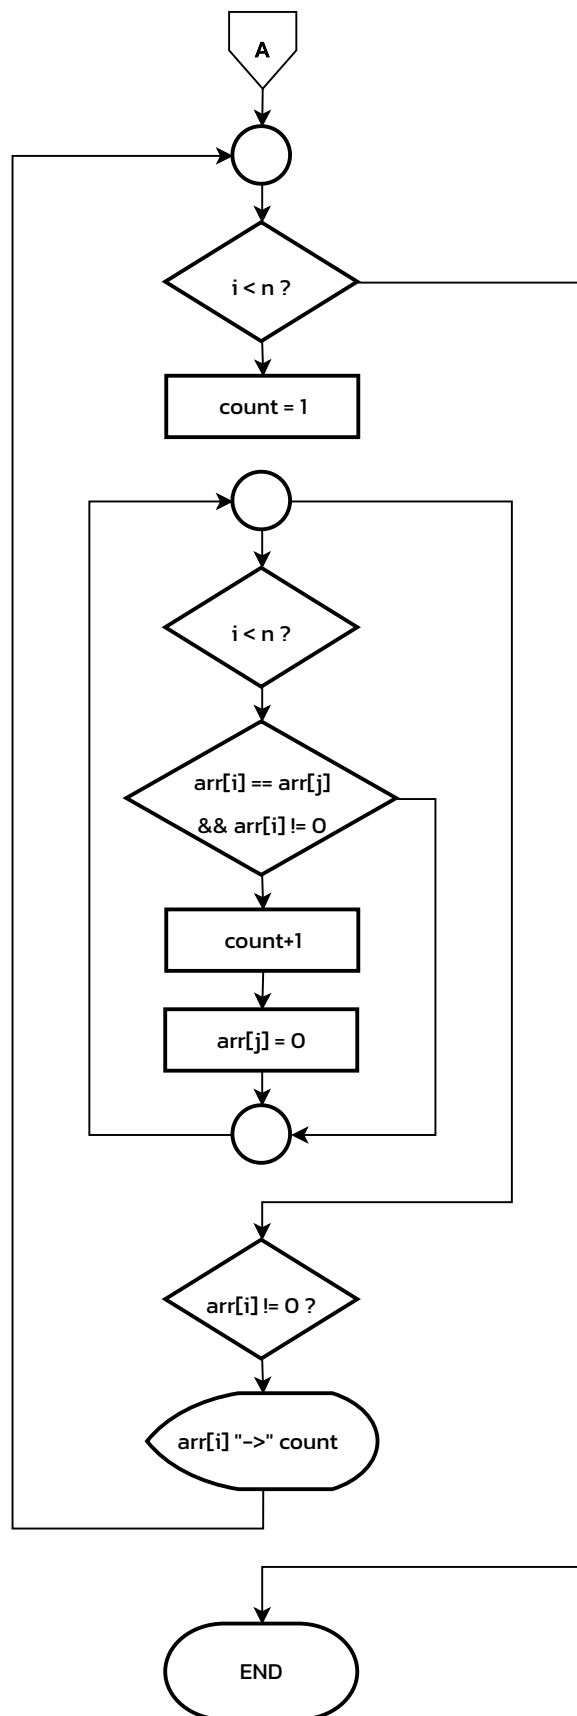 A
i < n ?
count = 1
i < n ?
arr[i] == arr[j]
&& arr[i] != 0
count+1
arr[j] = 0
arr[i] != 0 ?
arr[i] "->" count
END